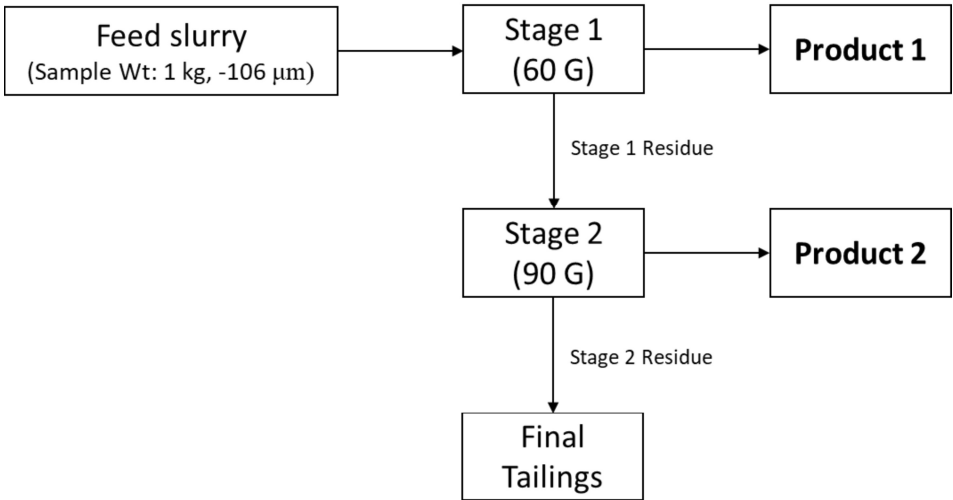 Feed slurry
(Sample Wt: 1 kg, -106 μm)
Stage 1
(60 G)
Product 1
Stage 1 Residue
Stage 2
(90 G)
Product 2
Stage 2 Residue
Final
Tailings